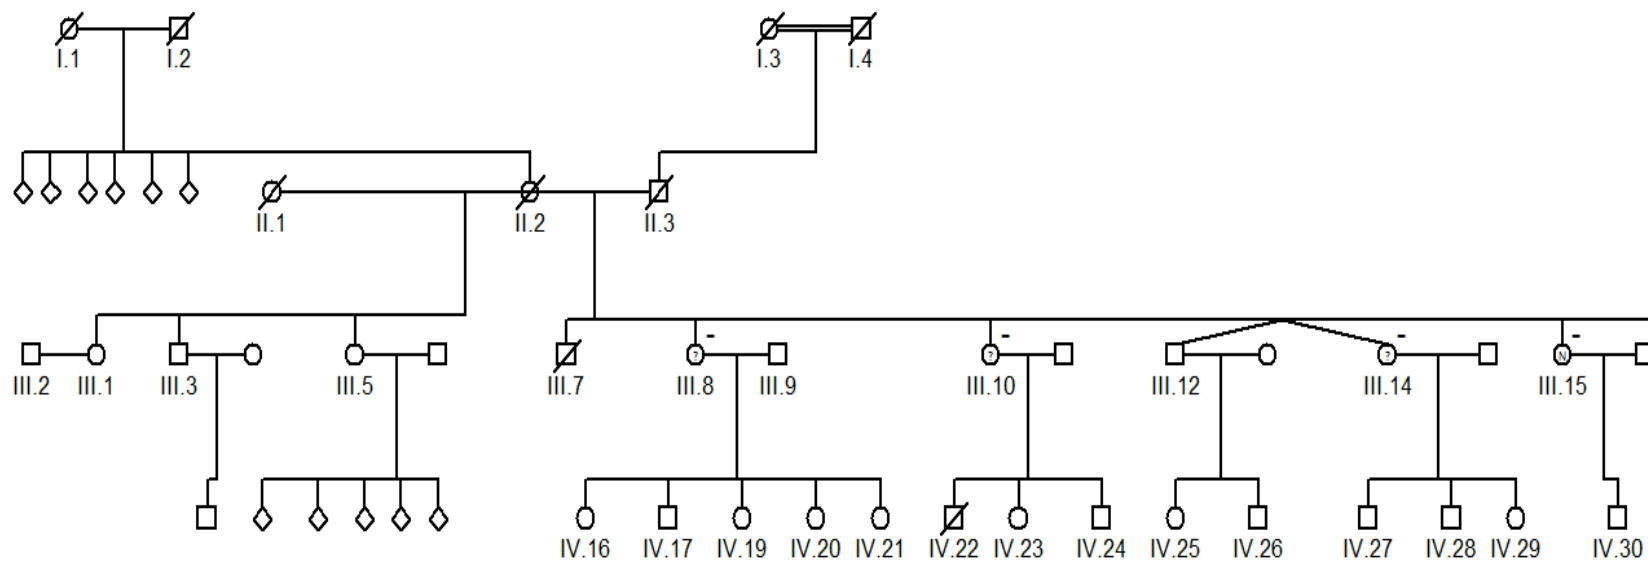 I.1 I.2 I.3 I.4
II.1 II.2 II.3
- - - -
? ? ? N
III.2 III.1 III.3 III.5 III.7 III.8 III.9 III.10 III.12 III.14 III.15
IV.16 IV.17 IV.19 IV.20 IV.21 IV.22 IV.23 IV.24 IV.25 IV.26 IV.27 IV.28 IV.29 IV.30